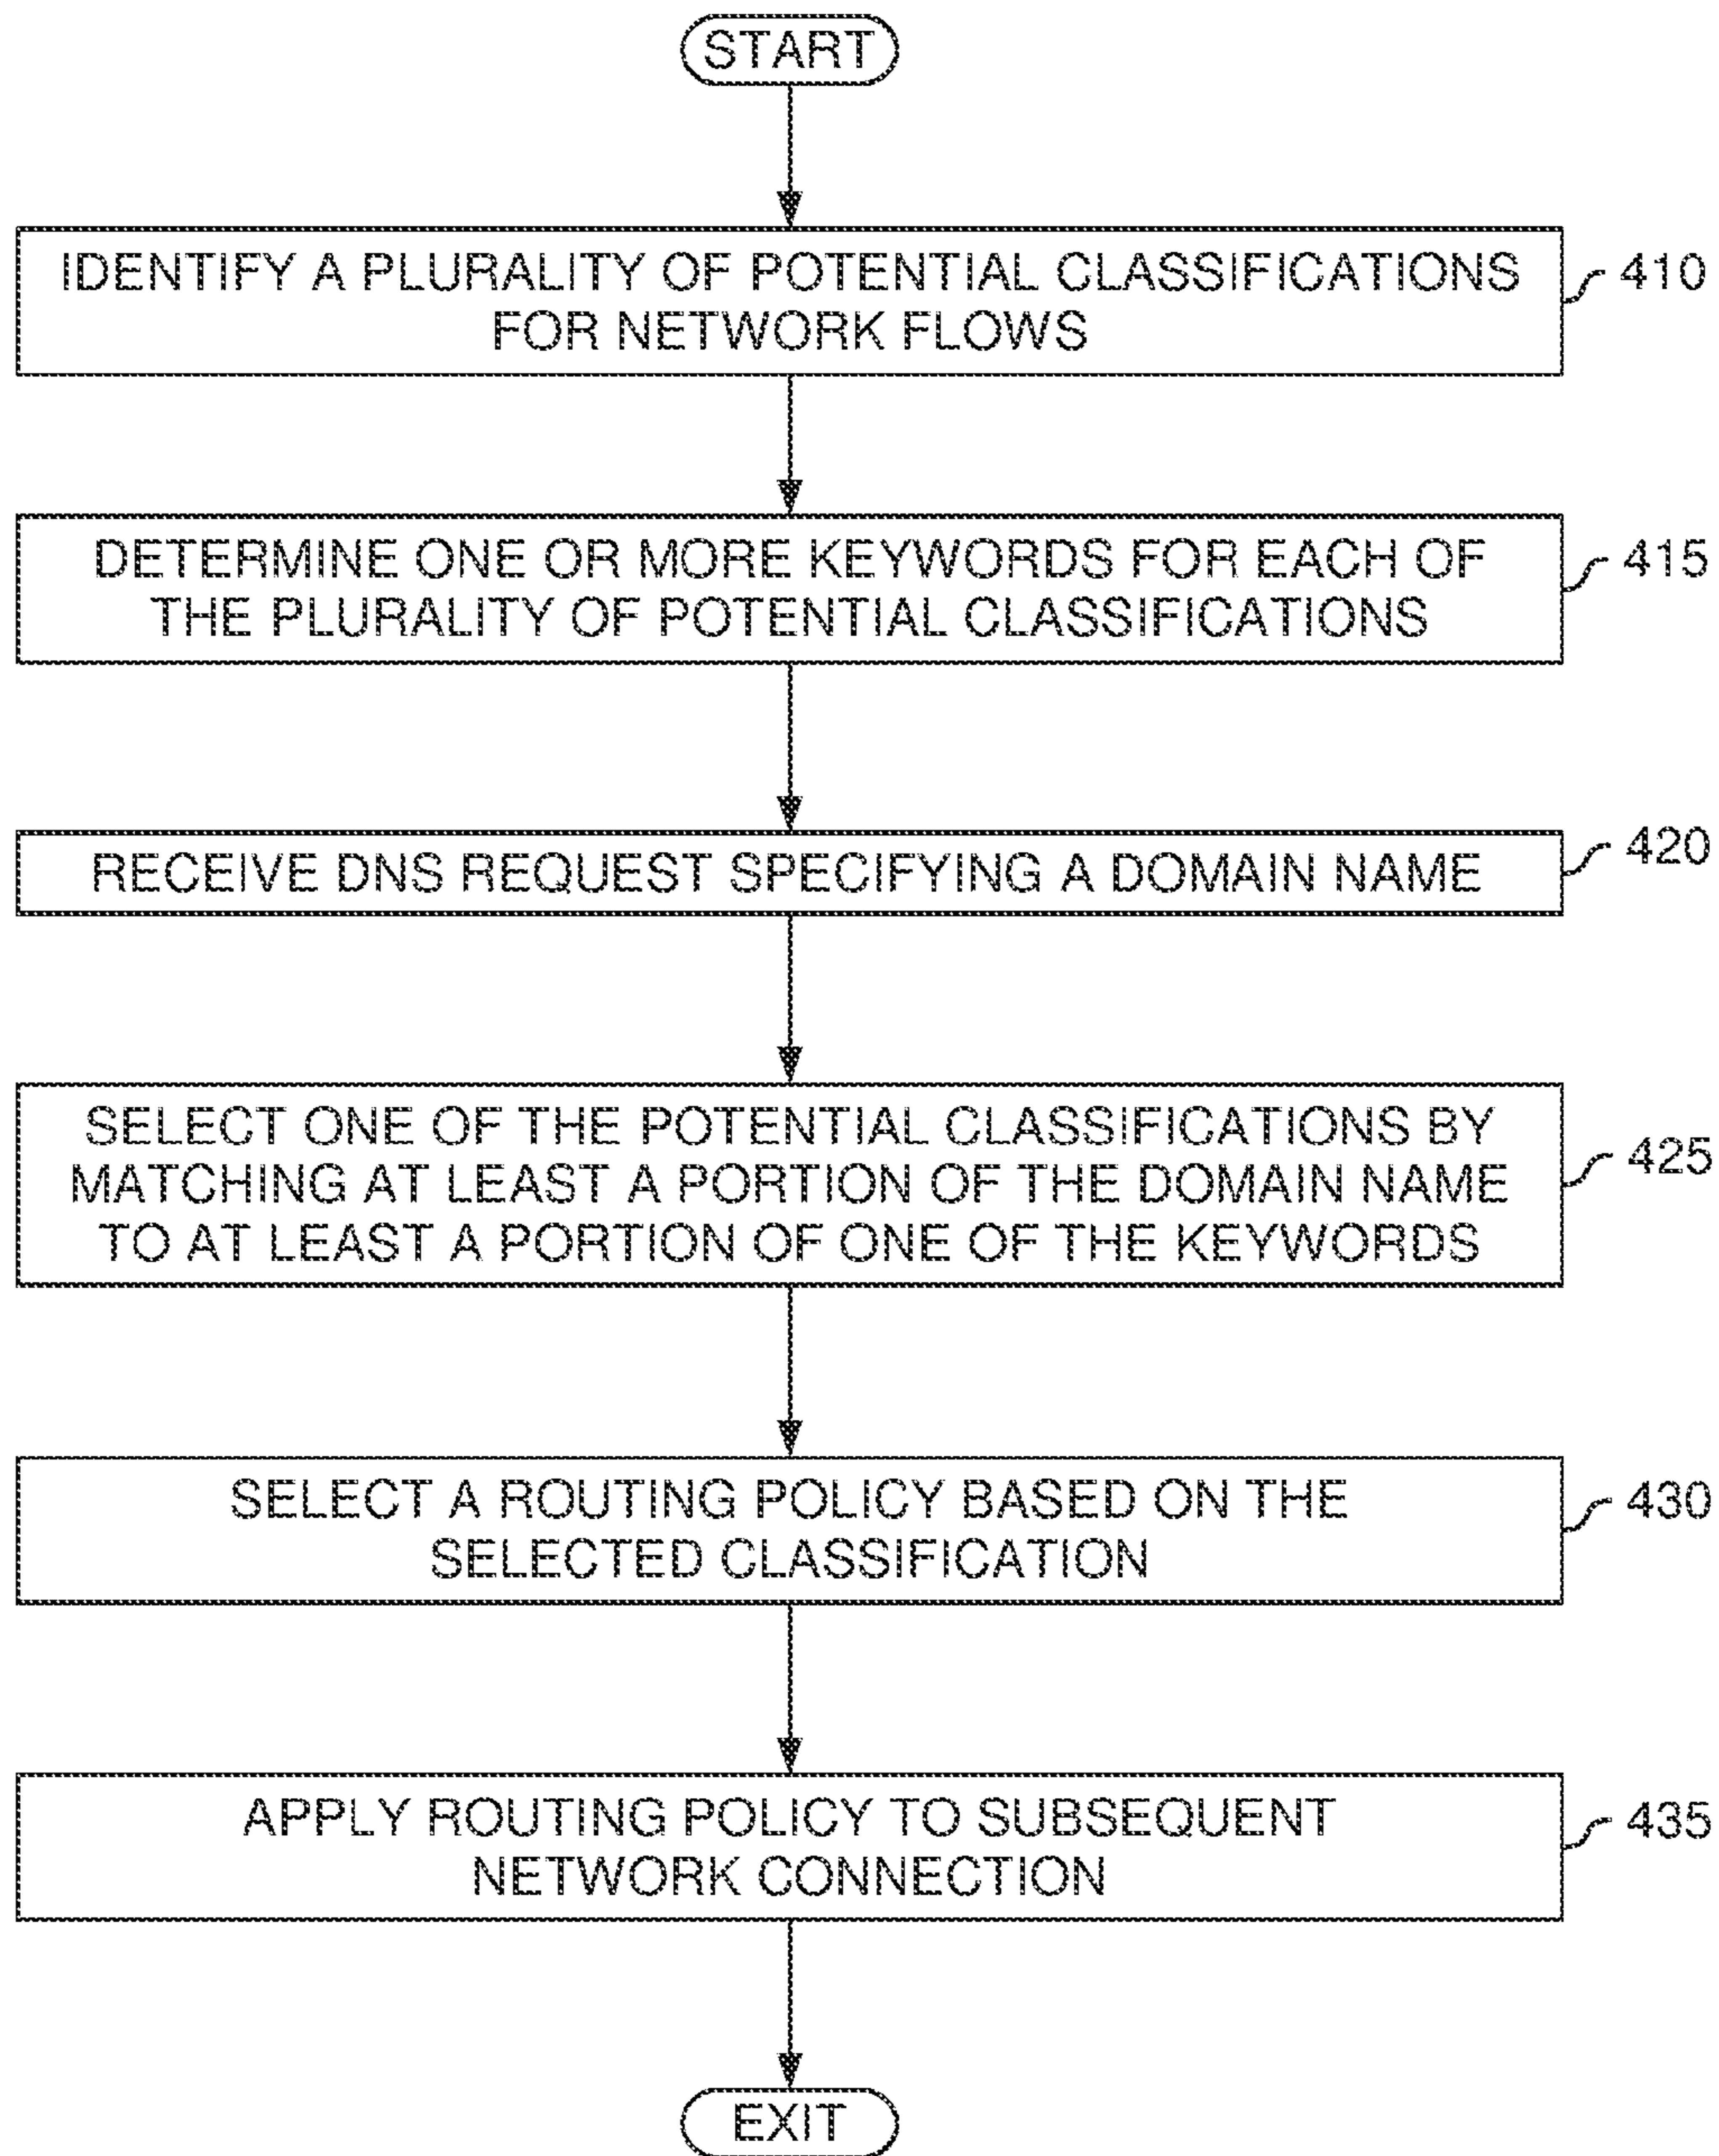 START
IDENTIFY A PLURALITY OF POTENTIAL CLASSIFICATIONS
FOR NETWORK FLOWS
410
DETERMINE ONE OR MORE KEYWORDS FOR EACH OF
THE PLURALITY OF POTENTIAL CLASSIFICATIONS
415
RECEIVE DNS REQUEST SPECIFYING A DOMAIN NAME
420
SELECT ONE OF THE POTENTIAL CLASSIFICATIONS BY
MATCHING AT LEAST A PORTION OF THE DOMAIN NAME
TO AT LEAST A PORTION OF ONE OF THE KEYWORDS
425
SELECT A ROUTING POLICY BASED ON THE
SELECTED CLASSIFICATION
430
APPLY ROUTING POLICY TO SUBSEQUENT
NETWORK CONNECTION
435
EXIT